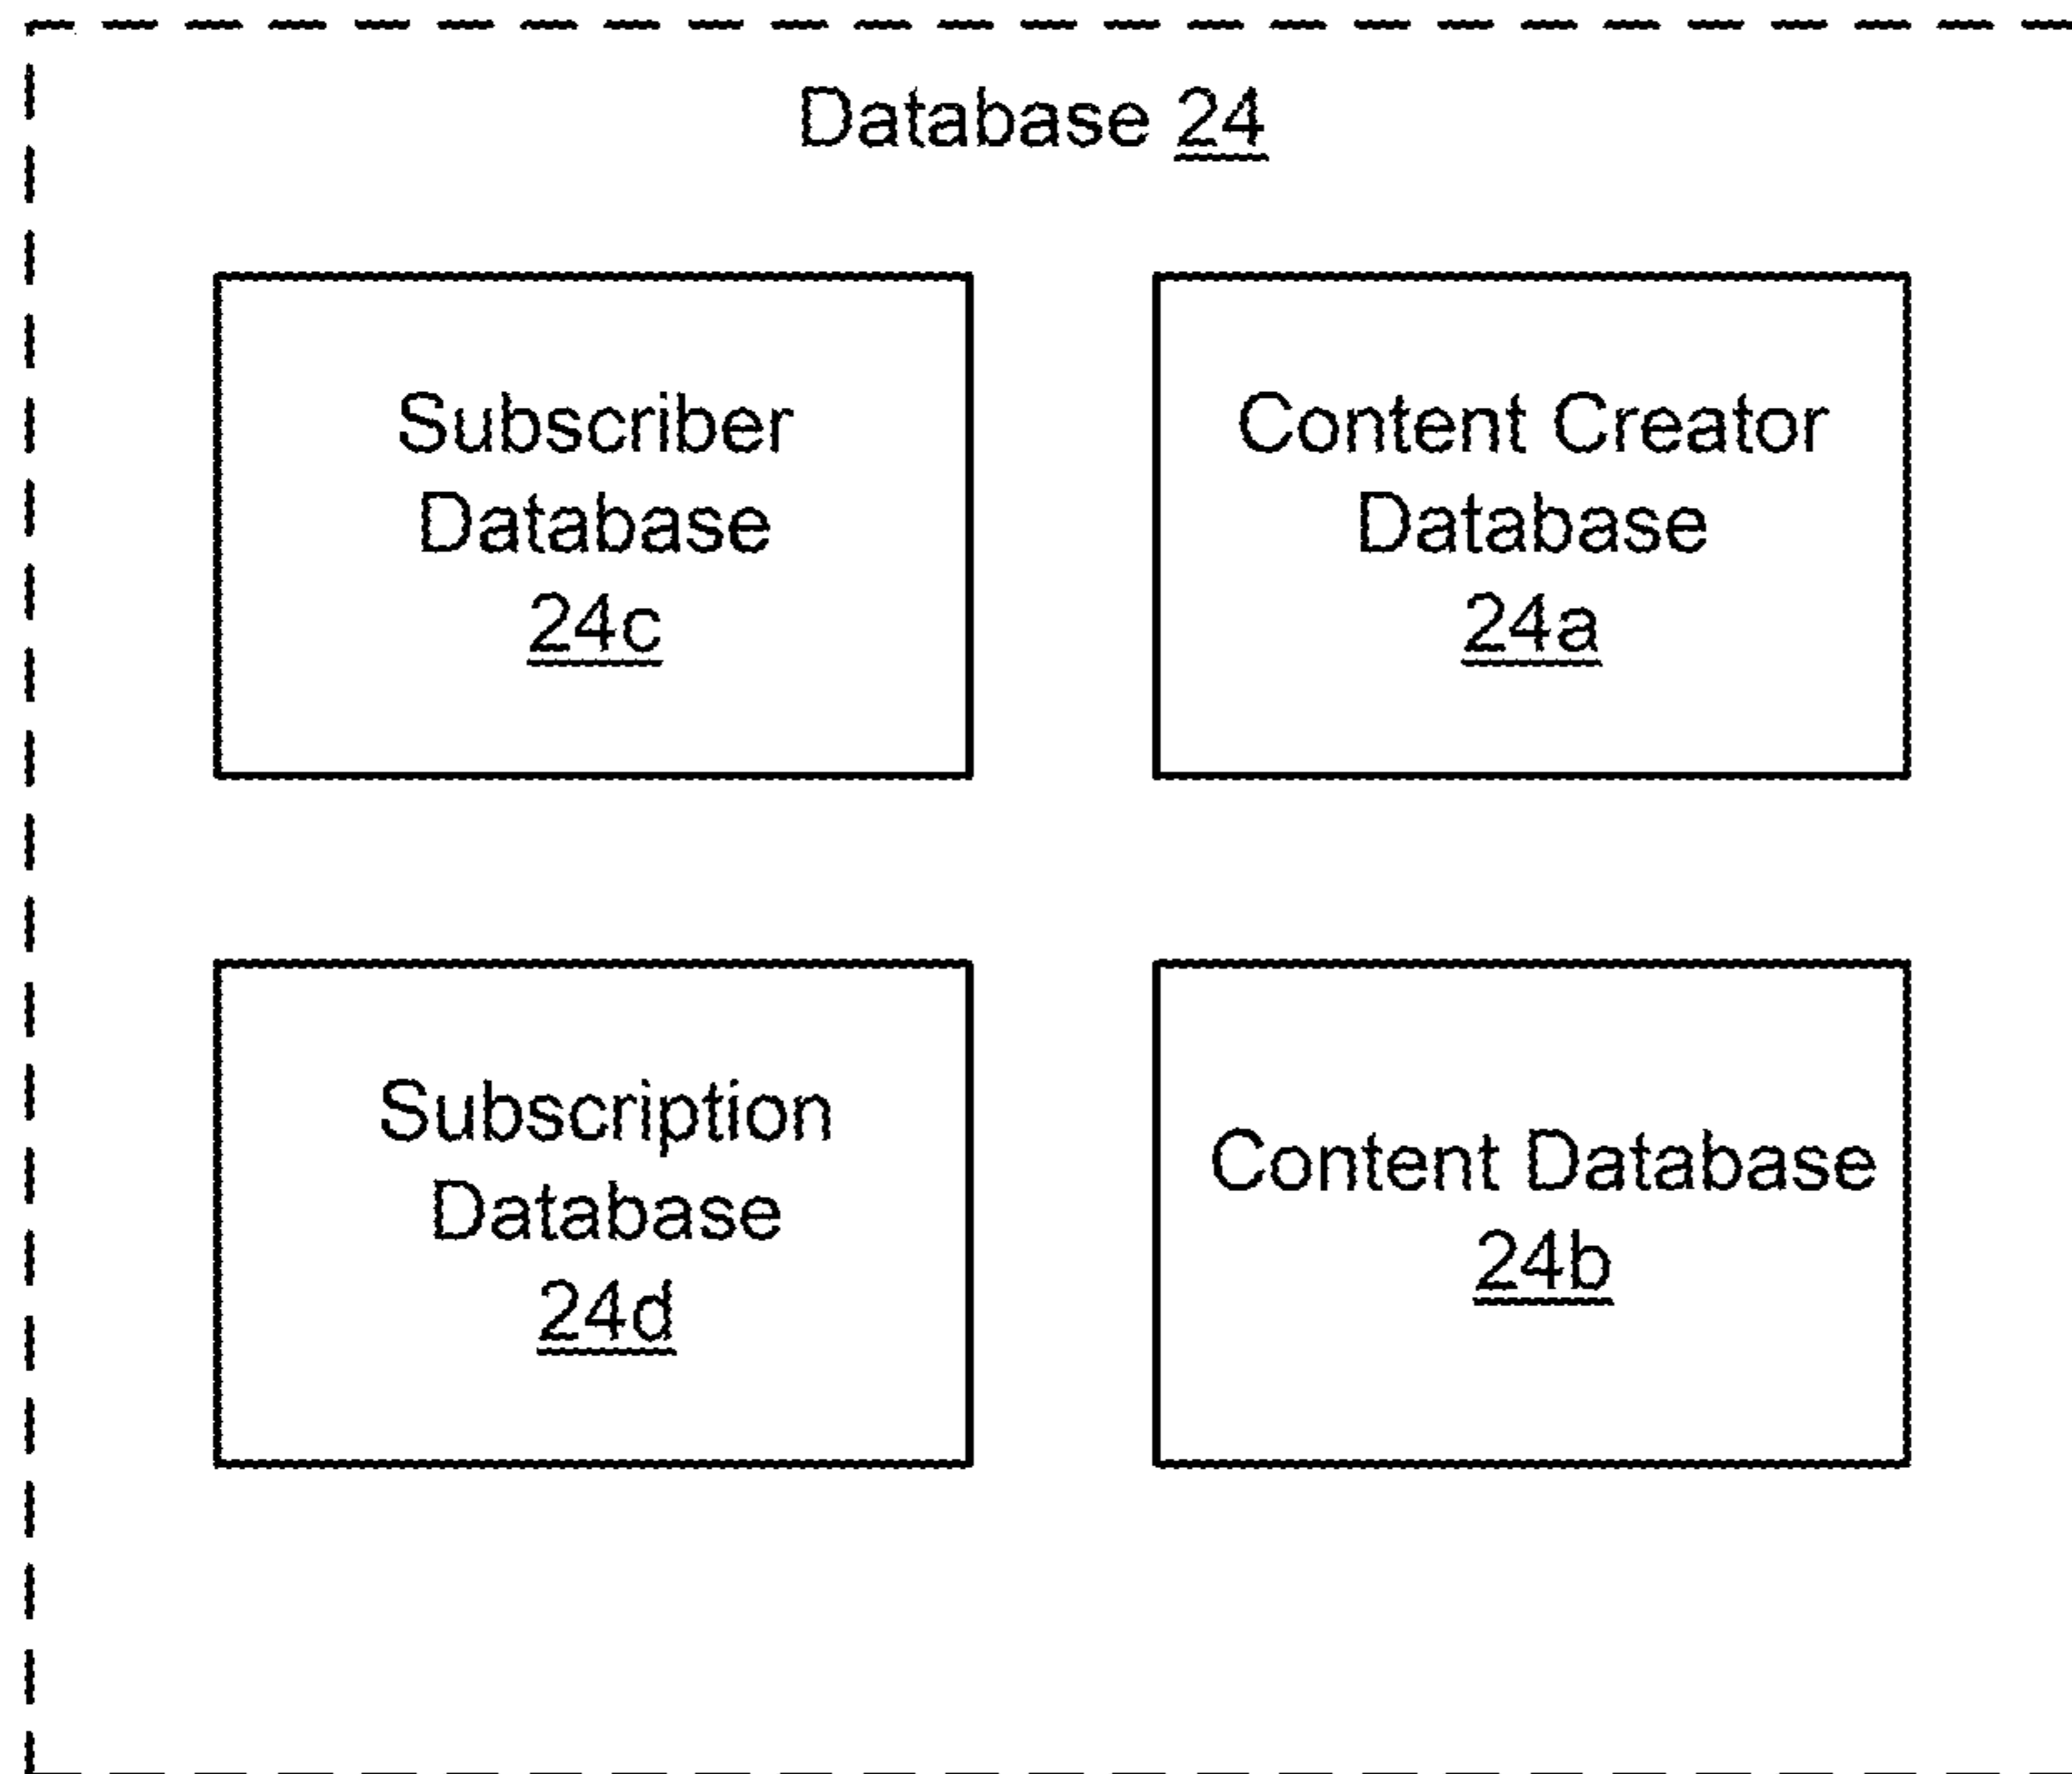 Database 24
Subscriber
Database
24c
Content Creator
Database
24a
Subscription
Database
24d
Content Database
24b